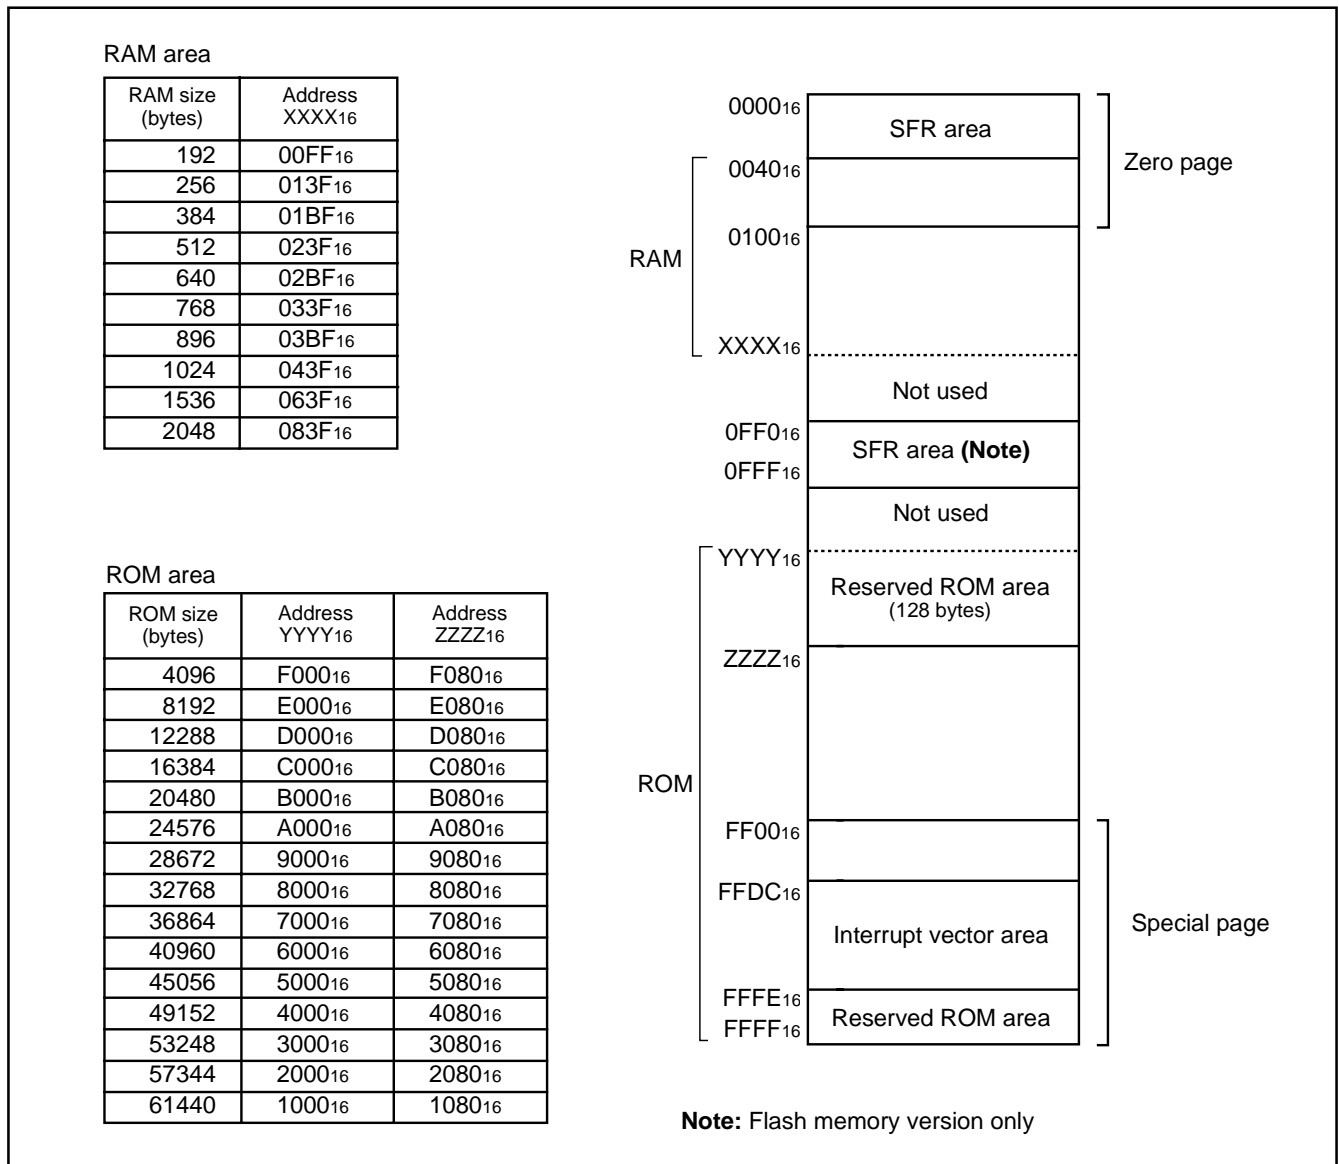 RAM area
RAM size (bytes) Address XXXX16
192 00FF16
256 013F16
384 01BF16
512 023F16
640 02BF16
768 033F16
896 03BF16
1024 043F16
1536 063F16
2048 083F16
ROM area
ROM size (bytes) Address YYYY16 Address ZZZZ16
4096 F00016 F08016
8192 E00016 E08016
12288 D00016 D08016
16384 C00016 C08016
20480 B00016 B08016
24576 A00016 A08016
28672 900016 908016
32768 800016 808016
36864 700016 708016
40960 600016 608016
45056 500016 508016
49152 400016 408016
53248 300016 308016
57344 200016 208016
61440 100016 108016
000016
SFR area
Zero page
004016
010016
RAM
XXXX16
Not used
0FF016
SFR area (Note)
0FFF16
Not used
YYYY16
Reserved ROM area
(128 bytes)
ZZZZ16
ROM
FF0016
FFDC16
Interrupt vector area
Special page
FFFE16
Reserved ROM area
FFFF16
Note: Flash memory version only